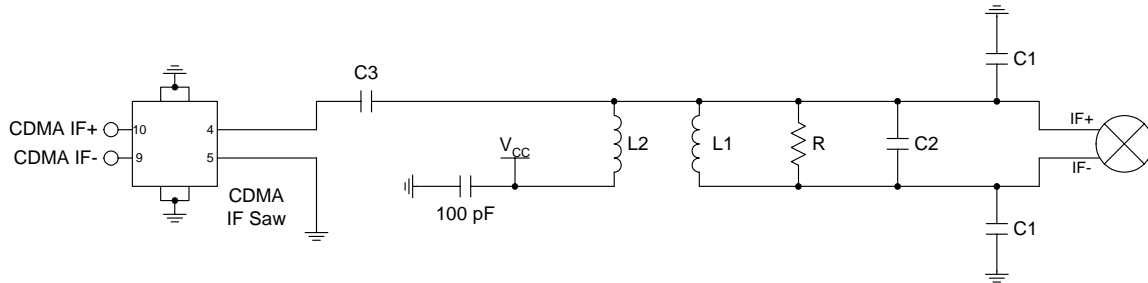 C1
C3
CDMA IF+
10
4
IF+
CDMA IF-
9
5
V_CC
L2
L1
R
C2
IF-
CDMA
IF Saw
100 pF
C1